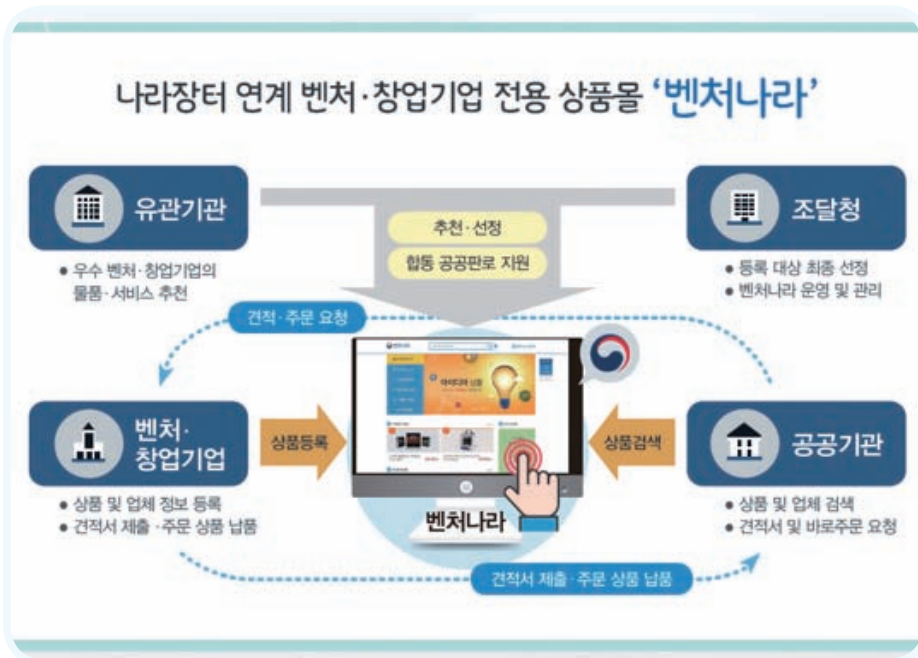 나라장터 연계 벤처·창업기업 전용 상품몰 ‘벤처나라’
유관기관
• 우수 벤처·창업기업의
물품·서비스 추천
추천·선정
합동 공공판로 지원
조달청
• 등록 대상 최종 선정
• 벤처나라 운영 및 관리
견적·주문 요청
아이디어 상품
벤처·
창업기업
• 상품 및 업체 정보 등록
• 견적서 제출·주문 상품 납품
상품등록
벤처나라
상품검색
공공기관
• 상품 및 업체 검색
• 견적서 및 바로주문 요청
견적서 제출·주문 상품 납품